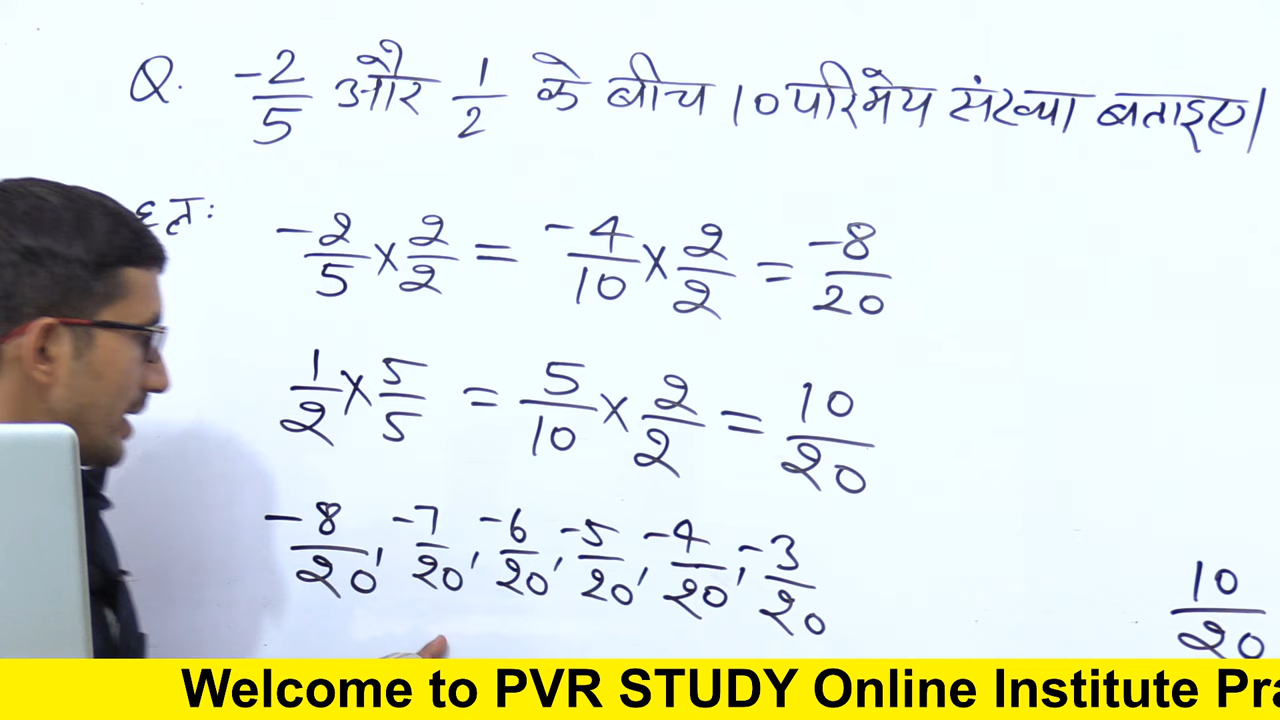 Q. -2/5 और 1/2 के बीच 10 परिमेय संख्या बताइए।
हलः
-2/5 × 2/2 = -4/10 × 2/2 = -8/20
1/2 × 5/5 = 5/10 × 2/2 = 10/20
-8/20, -7/20, -6/20, -5/20, -4/20, -3/20 10/20
Welcome to PVR STUDY Online Institute Pra